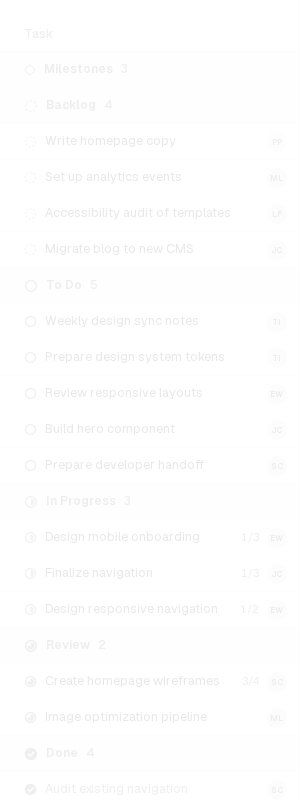 Task
Milestones 3
Backlog 4
Write homepage copy PP
Set up analytics events ML
Accessibility audit of templates LF
Migrate blog to new CMS JC
To Do 5
Weekly design sync notes TI
Prepare design system tokens TI
Review responsive layouts EW
Build hero component JC
Prepare developer handoff SC
In Progress 3
Design mobile onboarding 1/3 EW
Finalize navigation 1/3 JC
Design responsive navigation 1/2 EW
Review 2
Create homepage wireframes 3/4 SC
Image optimization pipeline ML
Done 4
Audit existing navigation SC